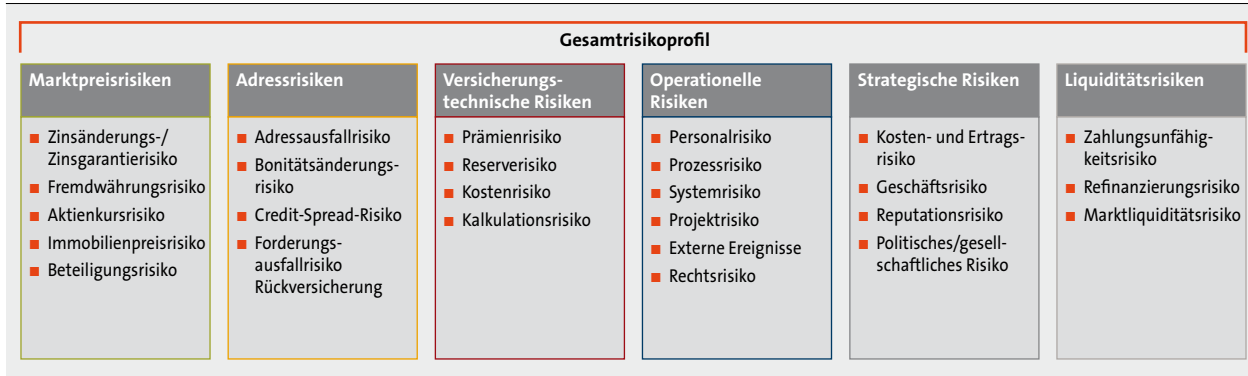 Gesamtrisikoprofil
Marktpreisrisiken
Zinsänderungs-/
Zinsgarantierisiko
Fremdwährungsrisiko
Aktienkursrisiko
Immobilienpreisrisiko
Beteiligungsrisiko
Adressrisiken
Adressausfallrisiko
Bonitätsänderungs-
risiko
Credit-Spread-Risiko
Forderungs-
ausfallrisiko
Rückversicherung
Versicherungs-
technische Risiken
Prämienrisiko
Reserverisiko
Kostenrisiko
Kalkulationsrisiko
Operationelle
Risiken
Personalrisiko
Prozessrisiko
Systemrisiko
Projektrisiko
Externe Ereignisse
Rechtsrisiko
Strategische Risiken
Kosten- und Ertrags-
risiko
Geschäftsrisiko
Reputationsrisiko
Politisches/gesell-
schaftliches Risiko
Liquiditätsrisiken
Zahlungsunfähig-
keitsrisiko
Refinanzierungsrisiko
Marktliquiditätsrisiko